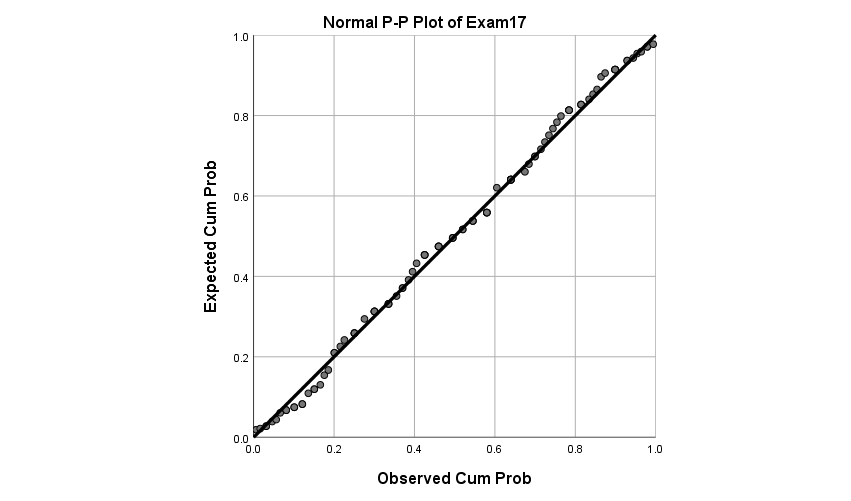 Normal P-P Plot of Exam17
1.0
0.8
0.6
0.4
0.2
0.0
Expected Cum Prob
0.0 0.2 0.4 0.6 0.8 1.0
Observed Cum Prob